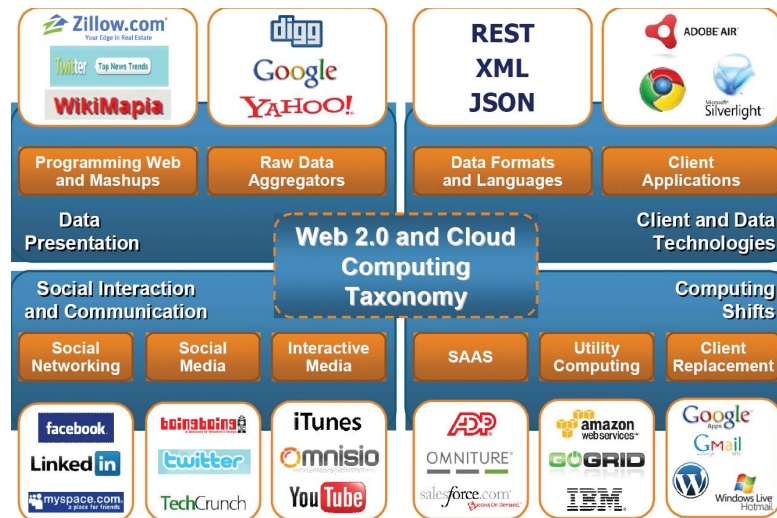 Zillow.com
Your Edge in Real Estate
Twitter Top News Trends
WikiMapia
digg
Google
YAHOO!
REST
XML
JSON
ADOBE AIR
Microsoft
Silverlight
Programming Web
and Mashups
Raw Data
Aggregators
Data Formats
and Languages
Client
Applications
Data
Presentation
Client and Data
Technologies
Web 2.0 and Cloud
Computing
Taxonomy
Social Interaction
and Communication
Computing
Shifts
Social
Networking
Social
Media
Interactive
Media
SAAS
Utility
Computing
Client
Replacement
facebook
LinkedIn
myspace.com
a place for friends
boingboing
twitter
TechCrunch
iTunes
Omnisio
YouTube
ADP
OMNITURE
salesforce.com
Success On Demand.
amazon
webservices
GOGRID
IBM
Google
Apps
GMail
Windows Live
Hotmail